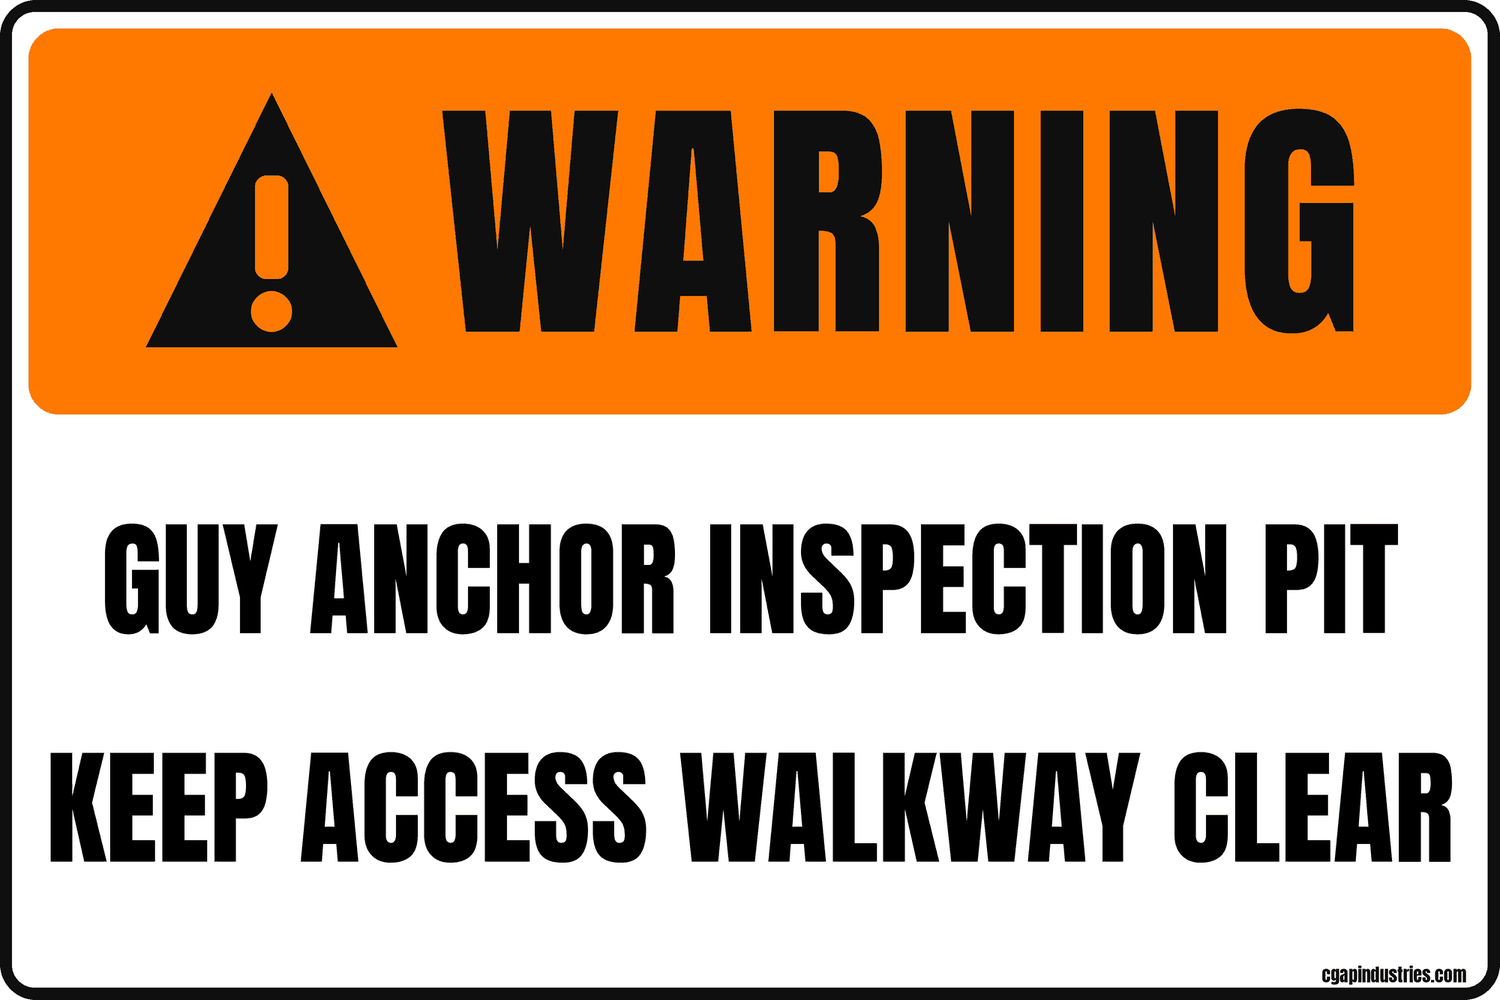 WARNING
GUY ANCHOR INSPECTION PIT
KEEP ACCESS WALKWAY CLEAR
cgapindustries.com